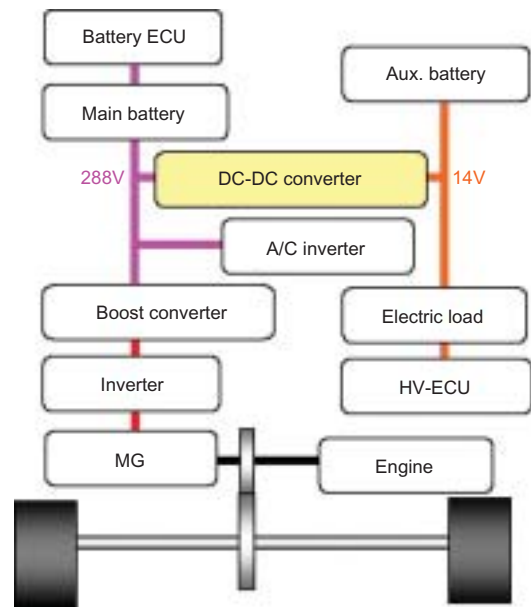 Battery ECU
Aux. battery
Main battery
288V
DC-DC converter
14V
A/C inverter
Boost converter
Electric load
Inverter
HV-ECU
MG
Engine